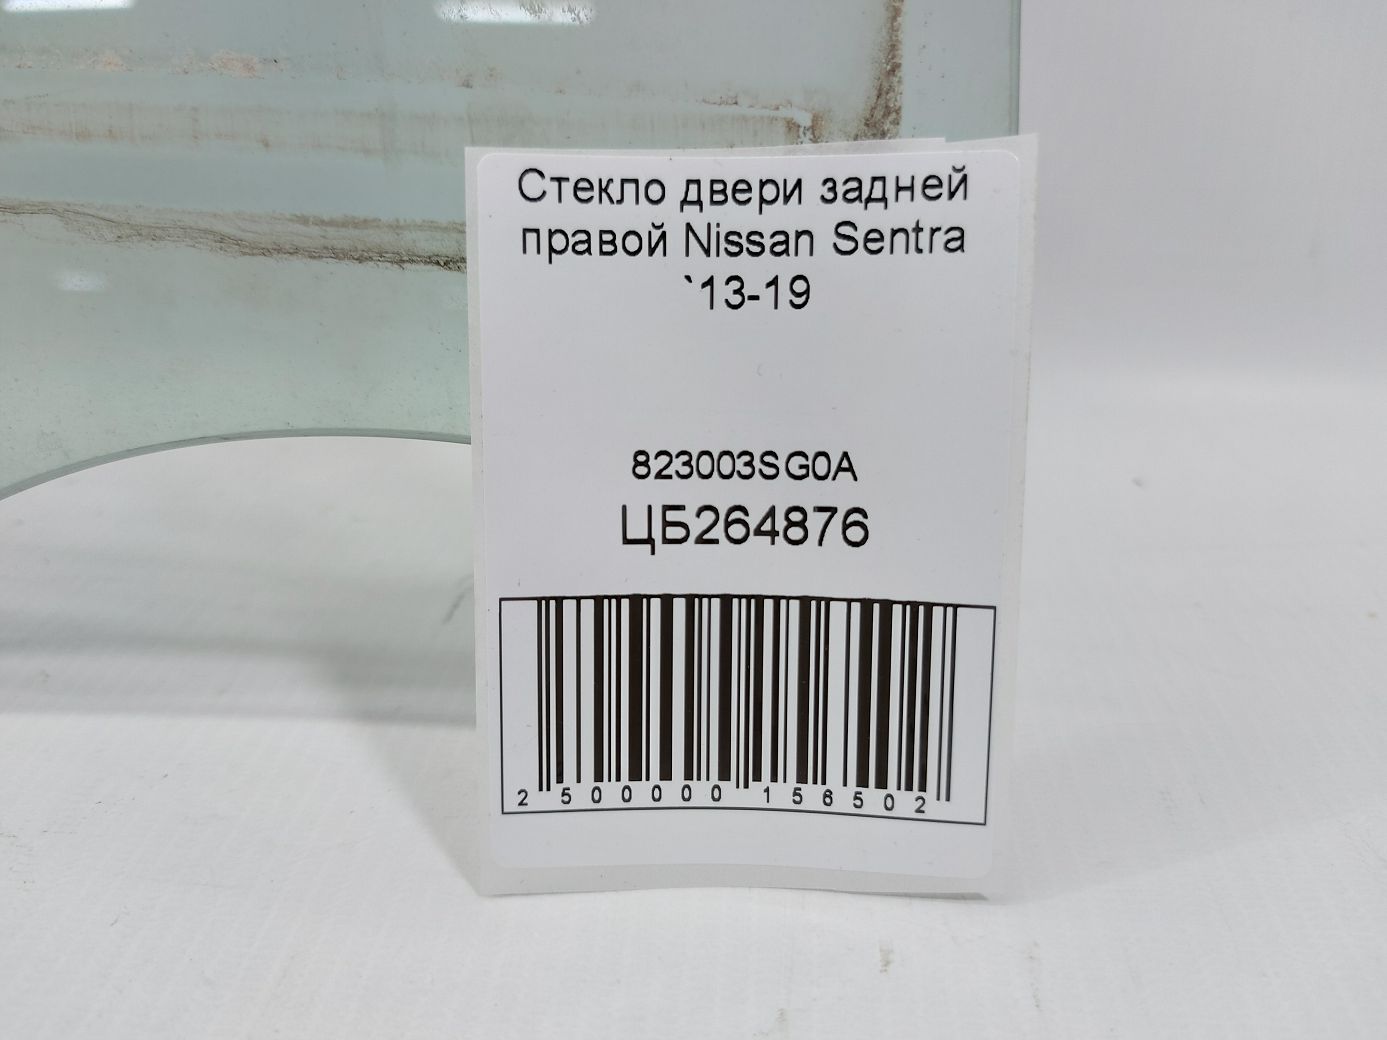 Стекло двери задней
правой Nissan Sentra
`13-19
823003SG0A
ЦБ264876
2 500000 156502